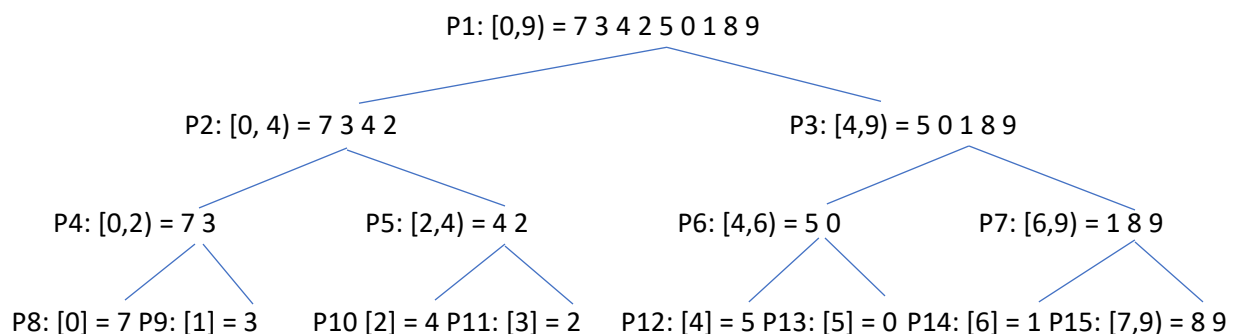 P1: [0,9) = 7 3 4 2 5 0 1 8 9
P2: [0, 4) = 7 3 4 2
P3: [4,9) = 5 0 1 8 9
P4: [0,2) = 7 3
P5: [2,4) = 4 2
P6: [4,6) = 5 0
P7: [6,9) = 1 8 9
P8: [0] = 7 P9: [1] = 3
P10 [2] = 4 P11: [3] = 2
P12: [4] = 5 P13: [5] = 0 P14: [6] = 1 P15: [7,9) = 8 9